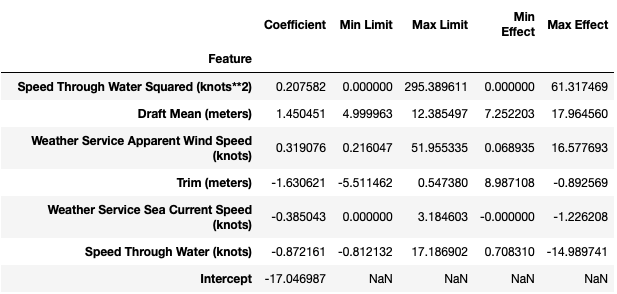 Coefficient Min Limit Max Limit Min Effect Max Effect
Feature
Speed Through Water Squared (knots**2) 0.207582 0.000000 295.389611 0.000000 61.317469
Draft Mean (meters) 1.450451 4.999963 12.385497 7.252203 17.964560
Weather Service Apparent Wind Speed
(knots) 0.319076 0.216047 51.955335 0.068935 16.577693
Trim (meters) -1.630621 -5.511462 0.547380 8.987108 -0.892569
Weather Service Sea Current Speed
(knots) -0.385043 0.000000 3.184603 -0.000000 -1.226208
Speed Through Water (knots) -0.872161 -0.812132 17.186902 0.708310 -14.989741
Intercept -17.046987 NaN NaN NaN NaN